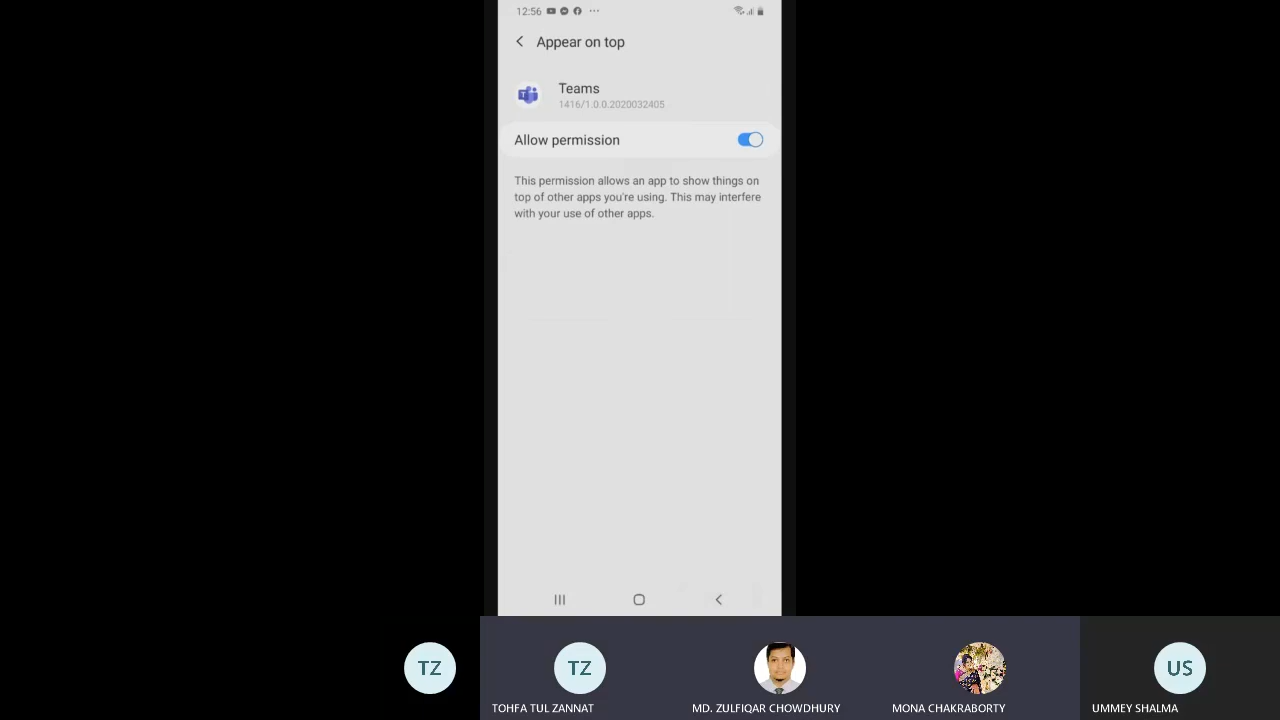 12:56
Appear on top
Teams
1416/1.0.0.2020032405
Allow permission
This permission allows an app to show things on
top of other apps you're using. This may interfere
with your use of other apps.
TZ
TZ
US
TOHFA TUL ZANNAT
MD. ZULFIQAR CHOWDHURY
MONA CHAKRABORTY
UMMEY SHALMA